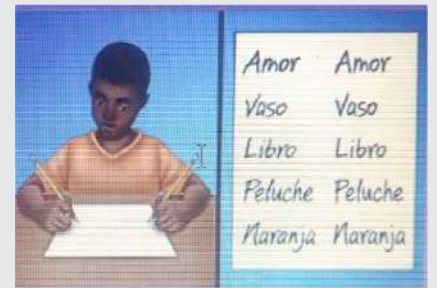 Amor Amor
Vaso Vaso
Libro Libro
Peluche Peluche
Naranja Naranja